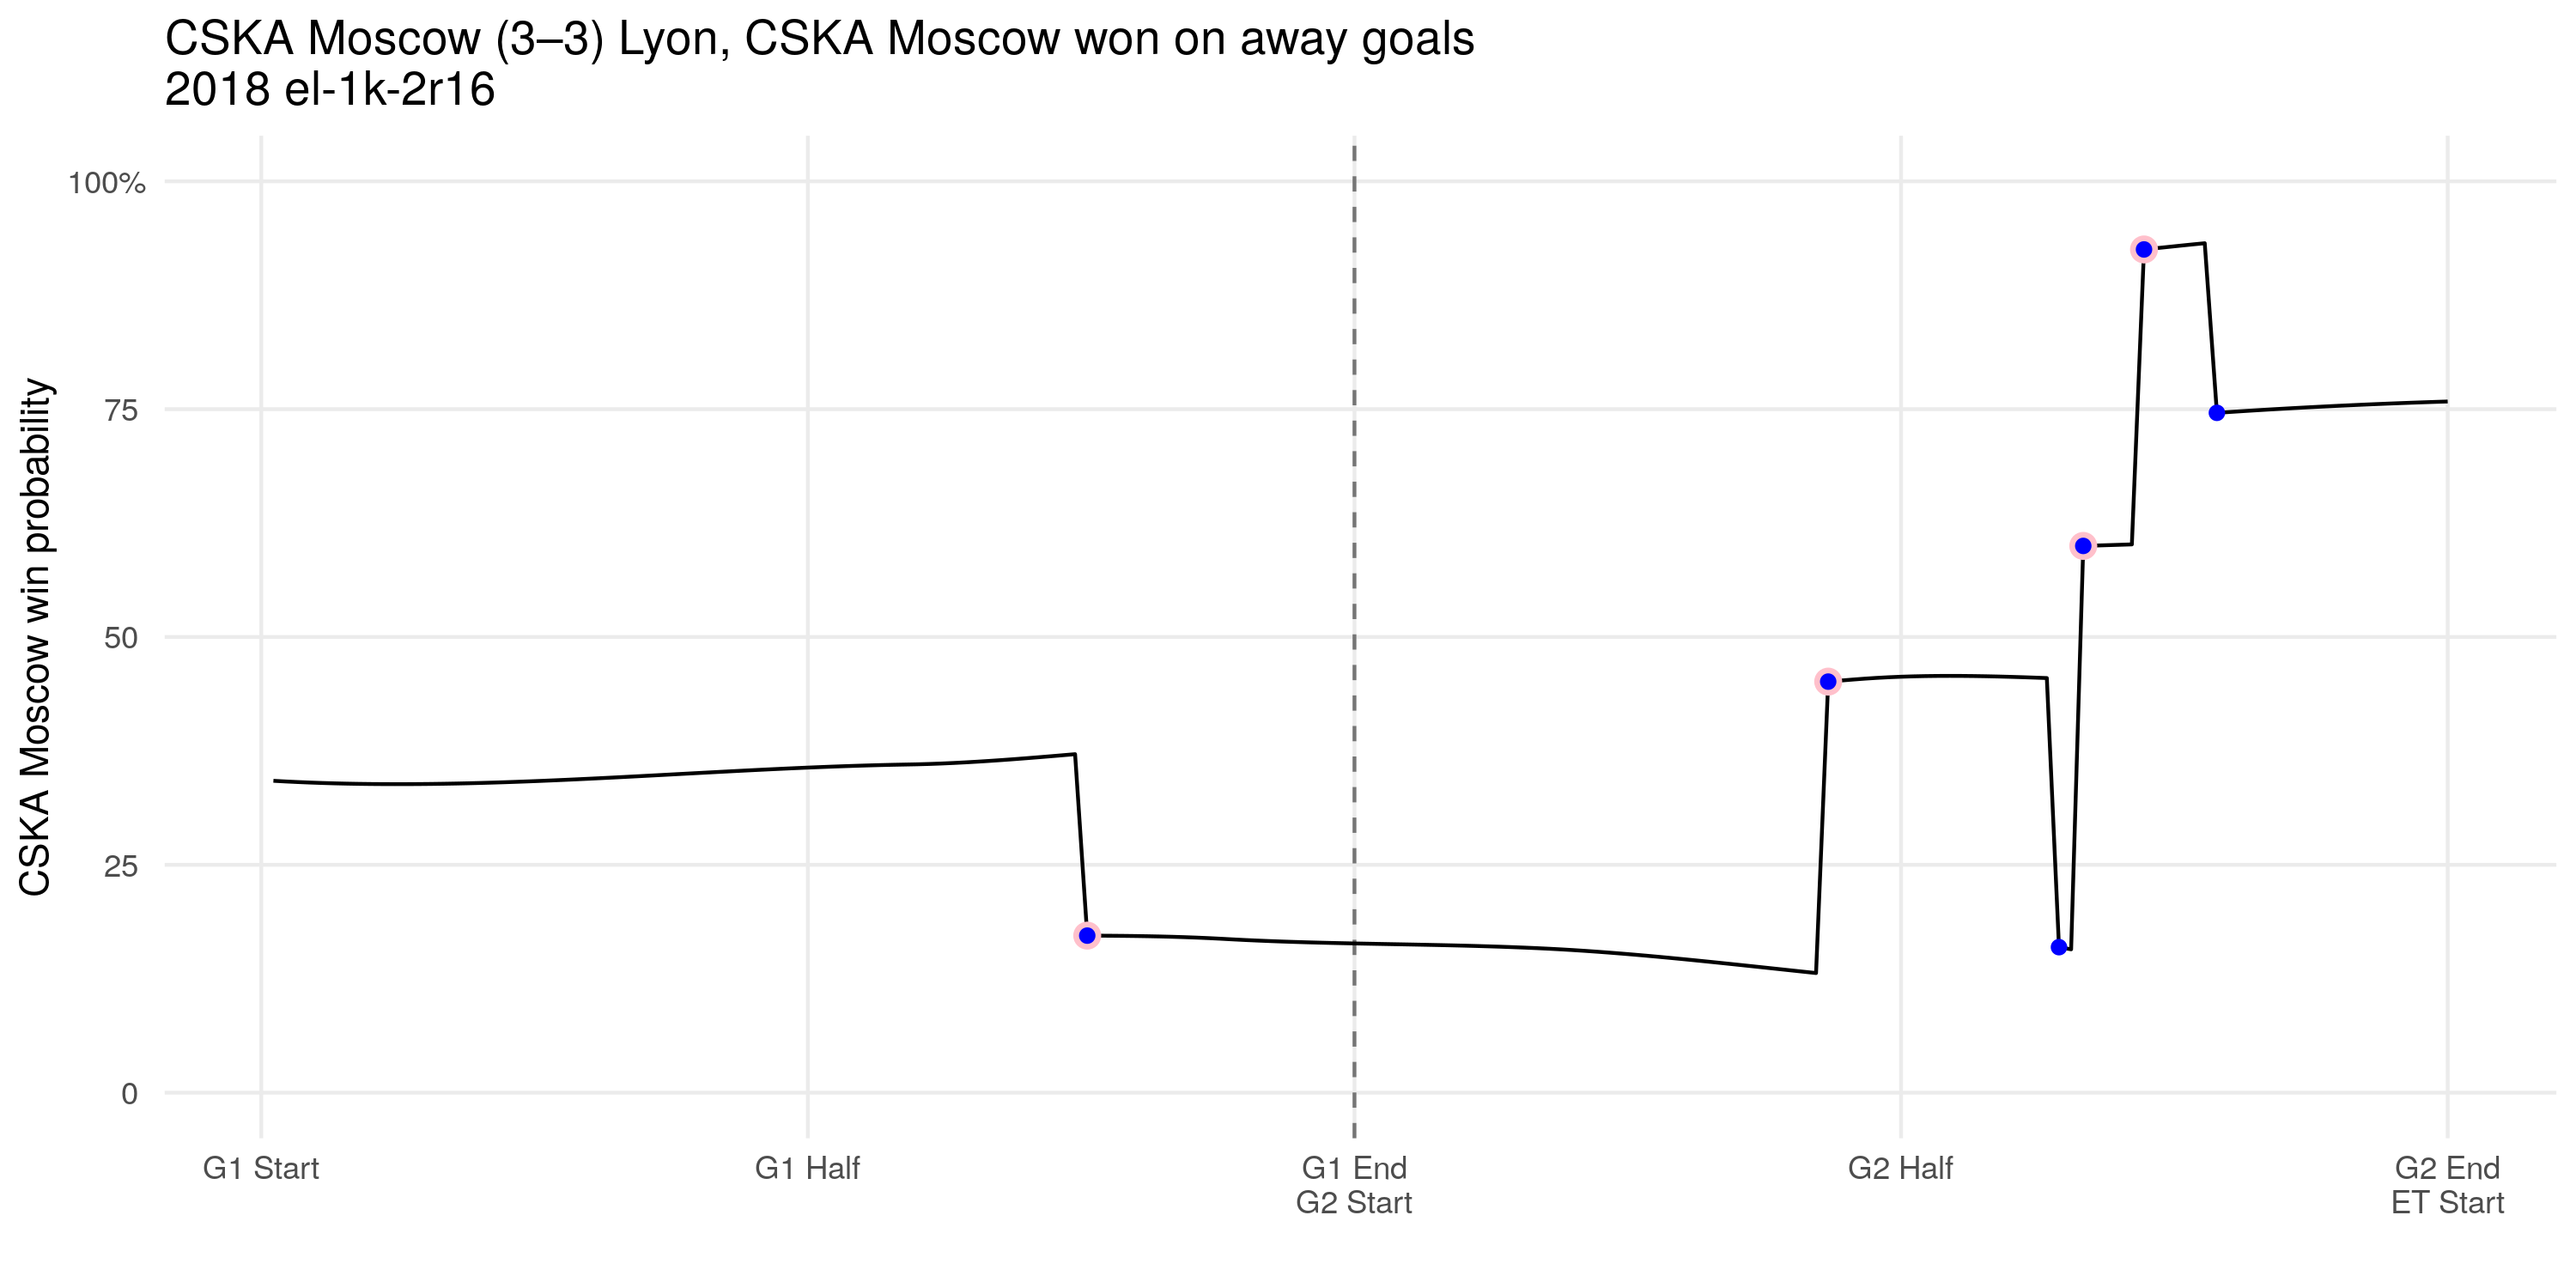 CSKA Moscow (3–3) Lyon, CSKA Moscow won on away goals
2018 el-1k-2r16
CSKA Moscow win probability
100%
75
50
25
0
G1 Start
G1 Half
G1 End
G2 Start
G2 Half
G2 End
ET Start